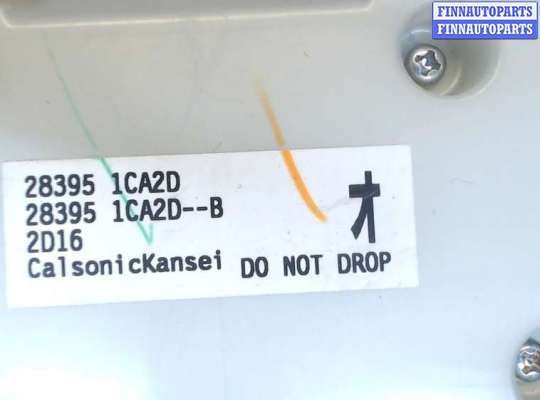 FINNAUTOPARTS
FINNAUTOPARTS
28395 1CA2D
28395 1CA2D--B
2D16
CalsonicKansei DO NOT DROP